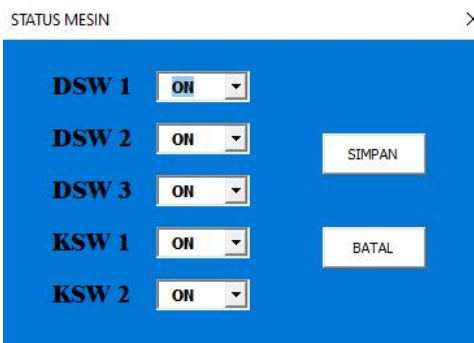 STATUS MESIN
DSW 1 ON
DSW 2 ON
SIMPAN
DSW 3 ON
KSW 1 ON
BATAL
KSW 2 ON